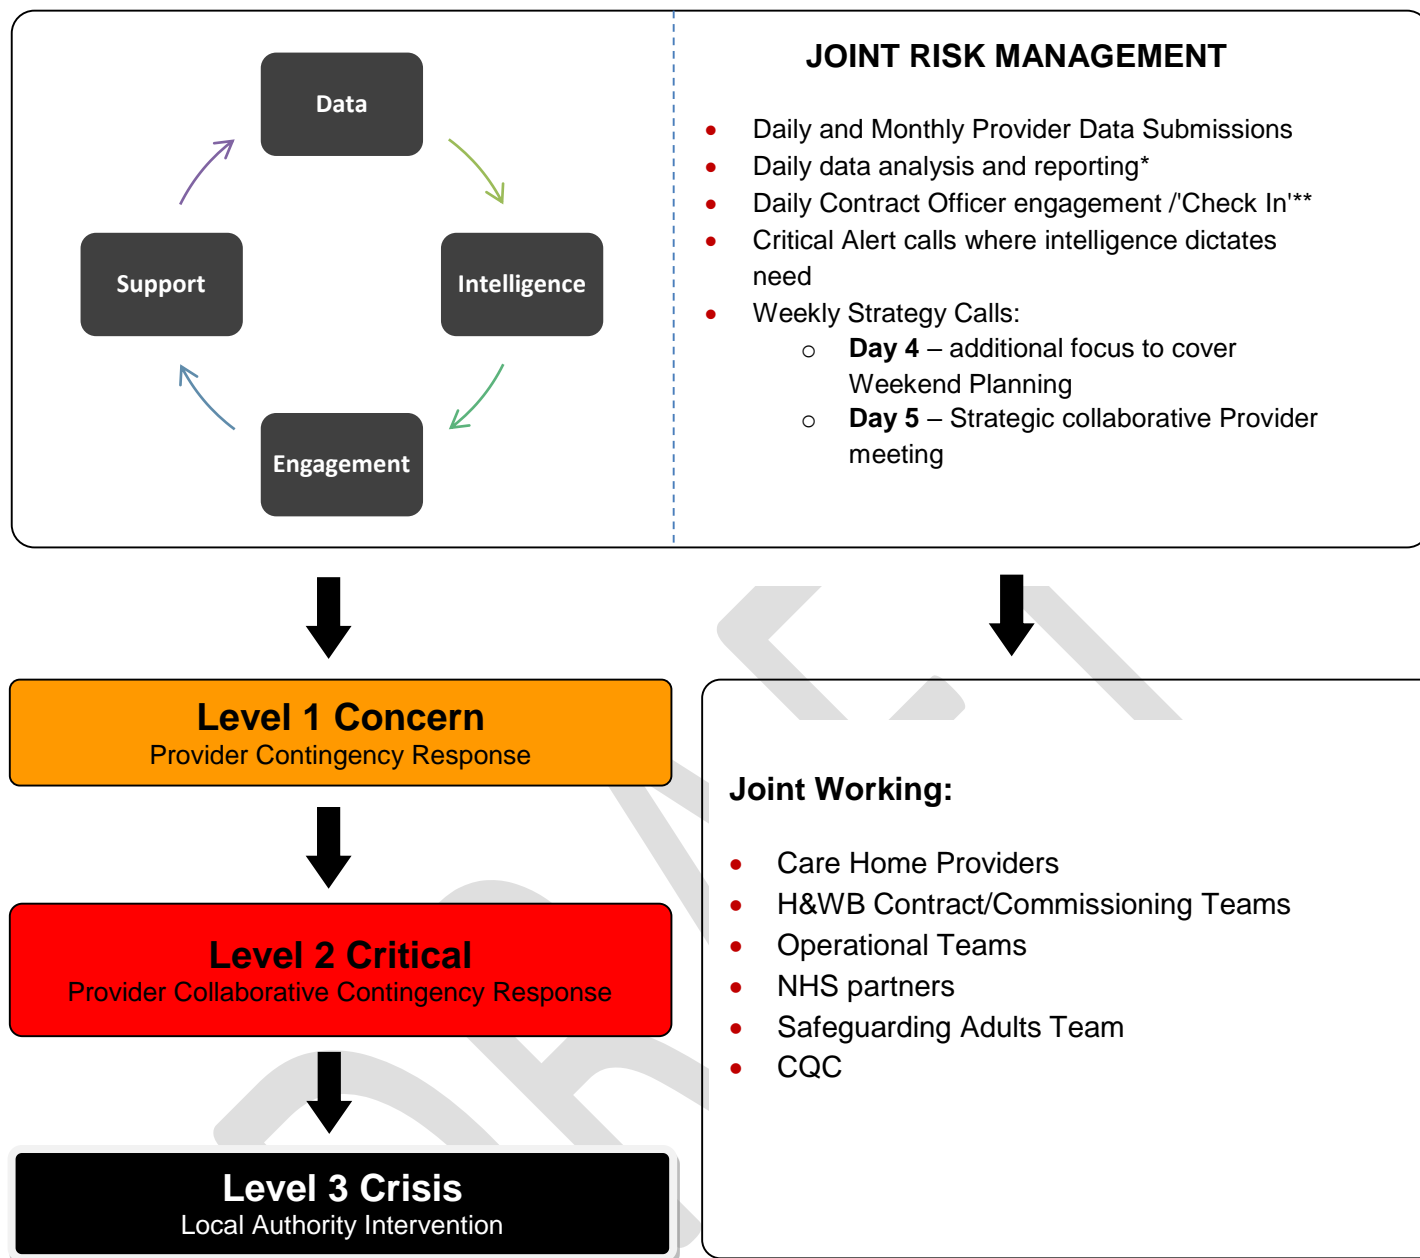 Data
Support
Intelligence
Engagement
JOINT RISK MANAGEMENT
• Daily and Monthly Provider Data Submissions
• Daily data analysis and reporting*
• Daily Contract Officer engagement /'Check In'**
• Critical Alert calls where intelligence dictates
need
• Weekly Strategy Calls:
o Day 4 – additional focus to cover
Weekend Planning
o Day 5 – Strategic collaborative Provider
meeting
Level 1 Concern
Provider Contingency Response
Level 2 Critical
Provider Collaborative Contingency Response
Level 3 Crisis
Local Authority Intervention
Joint Working:
• Care Home Providers
• H&WB Contract/Commissioning Teams
• Operational Teams
• NHS partners
• Safeguarding Adults Team
• CQC
DRAFT